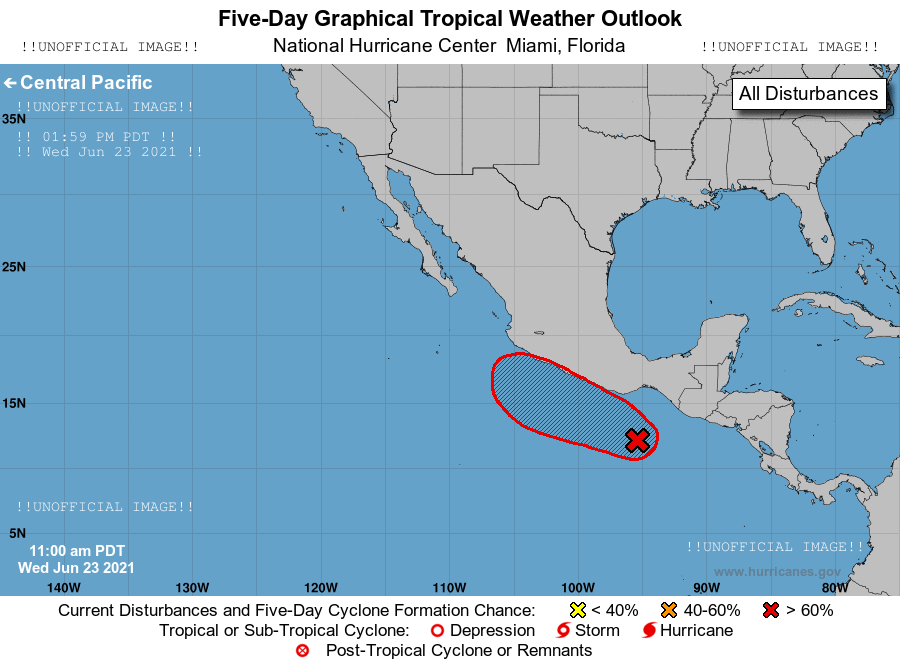 Five-Day Graphical Tropical Weather Outlook
!!UNOFFICIAL IMAGE!! National Hurricane Center Miami, Florida !!UNOFFICIAL IMAGE!!
← Central Pacific
All Disturbances
!!UNOFFICIAL IMAGE!!
35N
!! 01:59 PM PDT !!
!! Wed Jun 23 2021 !!
25N
15N
!!UNOFFICIAL IMAGE!!
5N
11:00 am PDT
Wed Jun 23 2021
!!UNOFFICIAL IMAGE!!
www.hurricanes.gov
140W 130W 120W 110W 100W 90W 80W
Current Disturbances and Five-Day Cyclone Formation Chance: < 40% 40-60% > 60%
Tropical or Sub-Tropical Cyclone: Depression Storm Hurricane
Post-Tropical Cyclone or Remnants